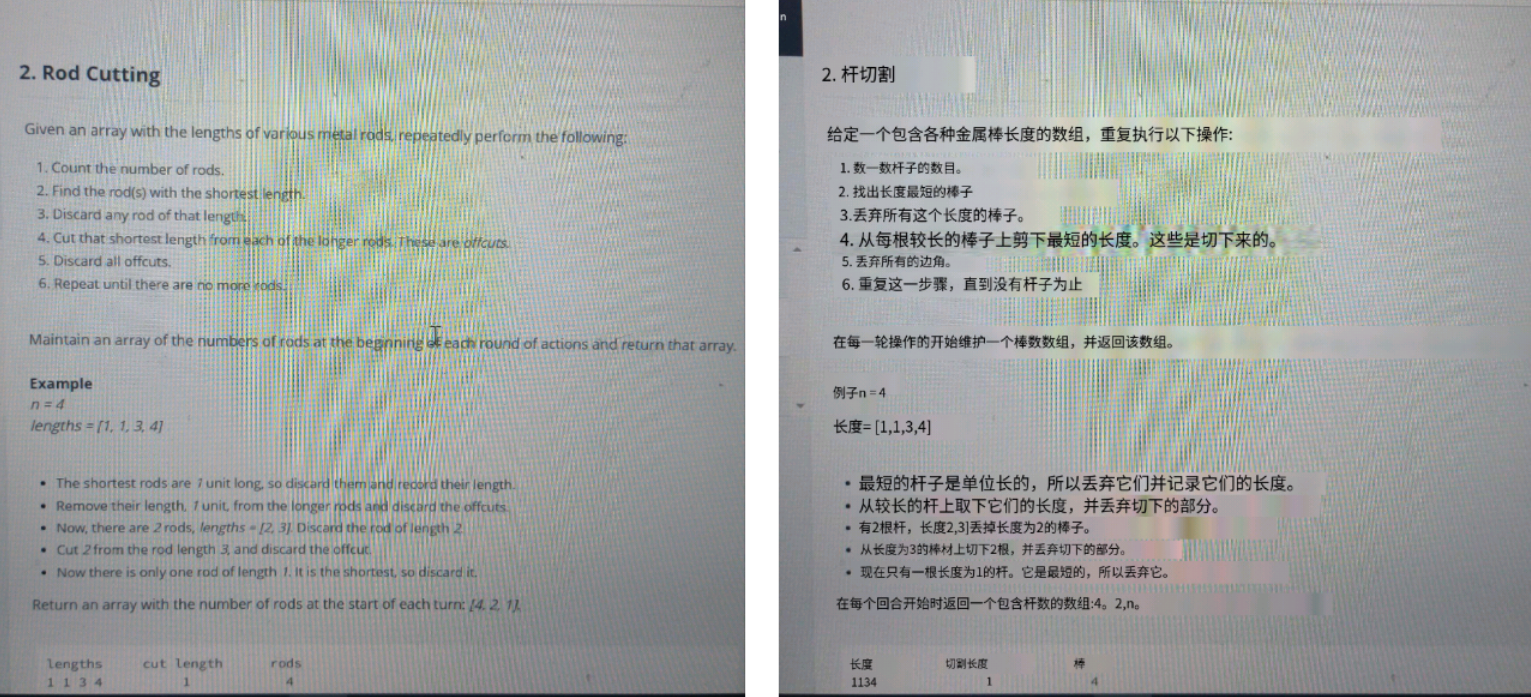 2. Rod Cutting
Given an array with the lengths of various metal rods, repeatedly perform the following:
1. Count the number of rods.
2. Find the rod(s) with the shortest length.
3. Discard any rod of that length.
4. Cut that shortest length from each of the longer rods. These are offcuts.
5. Discard all offcuts.
6. Repeat until there are no more rods.
Maintain an array of the numbers of rods at the beginning of each round of actions and return that array.
Example
n = 4
lengths = [1, 1, 3, 4]
• The shortest rods are 1 unit long, so discard them and record their length.
• Remove their length, 1 unit, from the longer rods and discard the offcuts.
• Now, there are 2 rods, lengths = [2, 3]. Discard the rod of length 2.
• Cut 2 from the rod length 3, and discard the offcut.
• Now there is only one rod of length 1. It is the shortest, so discard it.
Return an array with the number of rods at the start of each turn: [4, 2, 1].
lengths cut length rods
1 1 3 4 1 4
n
2. 杆切割
给定一个包含各种金属棒长度的数组，重复执行以下操作:
1. 数一数杆子的数目。
2. 找出长度最短的棒子
3.丢弃所有这个长度的棒子。
4. 从每根较长的棒子上剪下最短的长度。这些是切下来的。
5. 丢弃所有的边角。
6. 重复这一步骤，直到没有杆子为止
在每一轮操作的开始维护一个棒数数组，并返回该数组。
例子n = 4
长度= [1,1,3,4]
• 最短的杆子是单位长的，所以丢弃它们并记录它们的长度。
• 从较长的杆上取下它们的长度，并丢弃切下的部分。
• 有2根杆，长度2,3]丢掉长度为2的棒子。
• 从长度为3的棒材上切下2根，并丢弃切下的部分。
• 现在只有一根长度为1的杆。它是最短的，所以丢弃它。
在每个回合开始时返回一个包含杆数的数组:4。2,n。
长度 切割长度 棒
1134 1 4